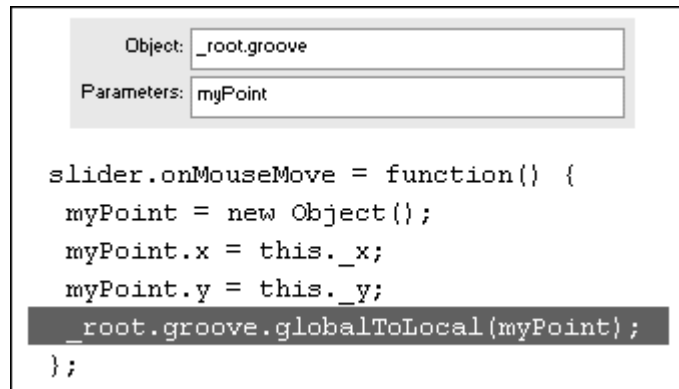 Object: _root.groove
Parameters: myPoint
slider.onMouseMove = function() {
myPoint = new Object();
myPoint.x = this._x;
myPoint.y = this._y;
_root.groove.globalToLocal(myPoint);
};